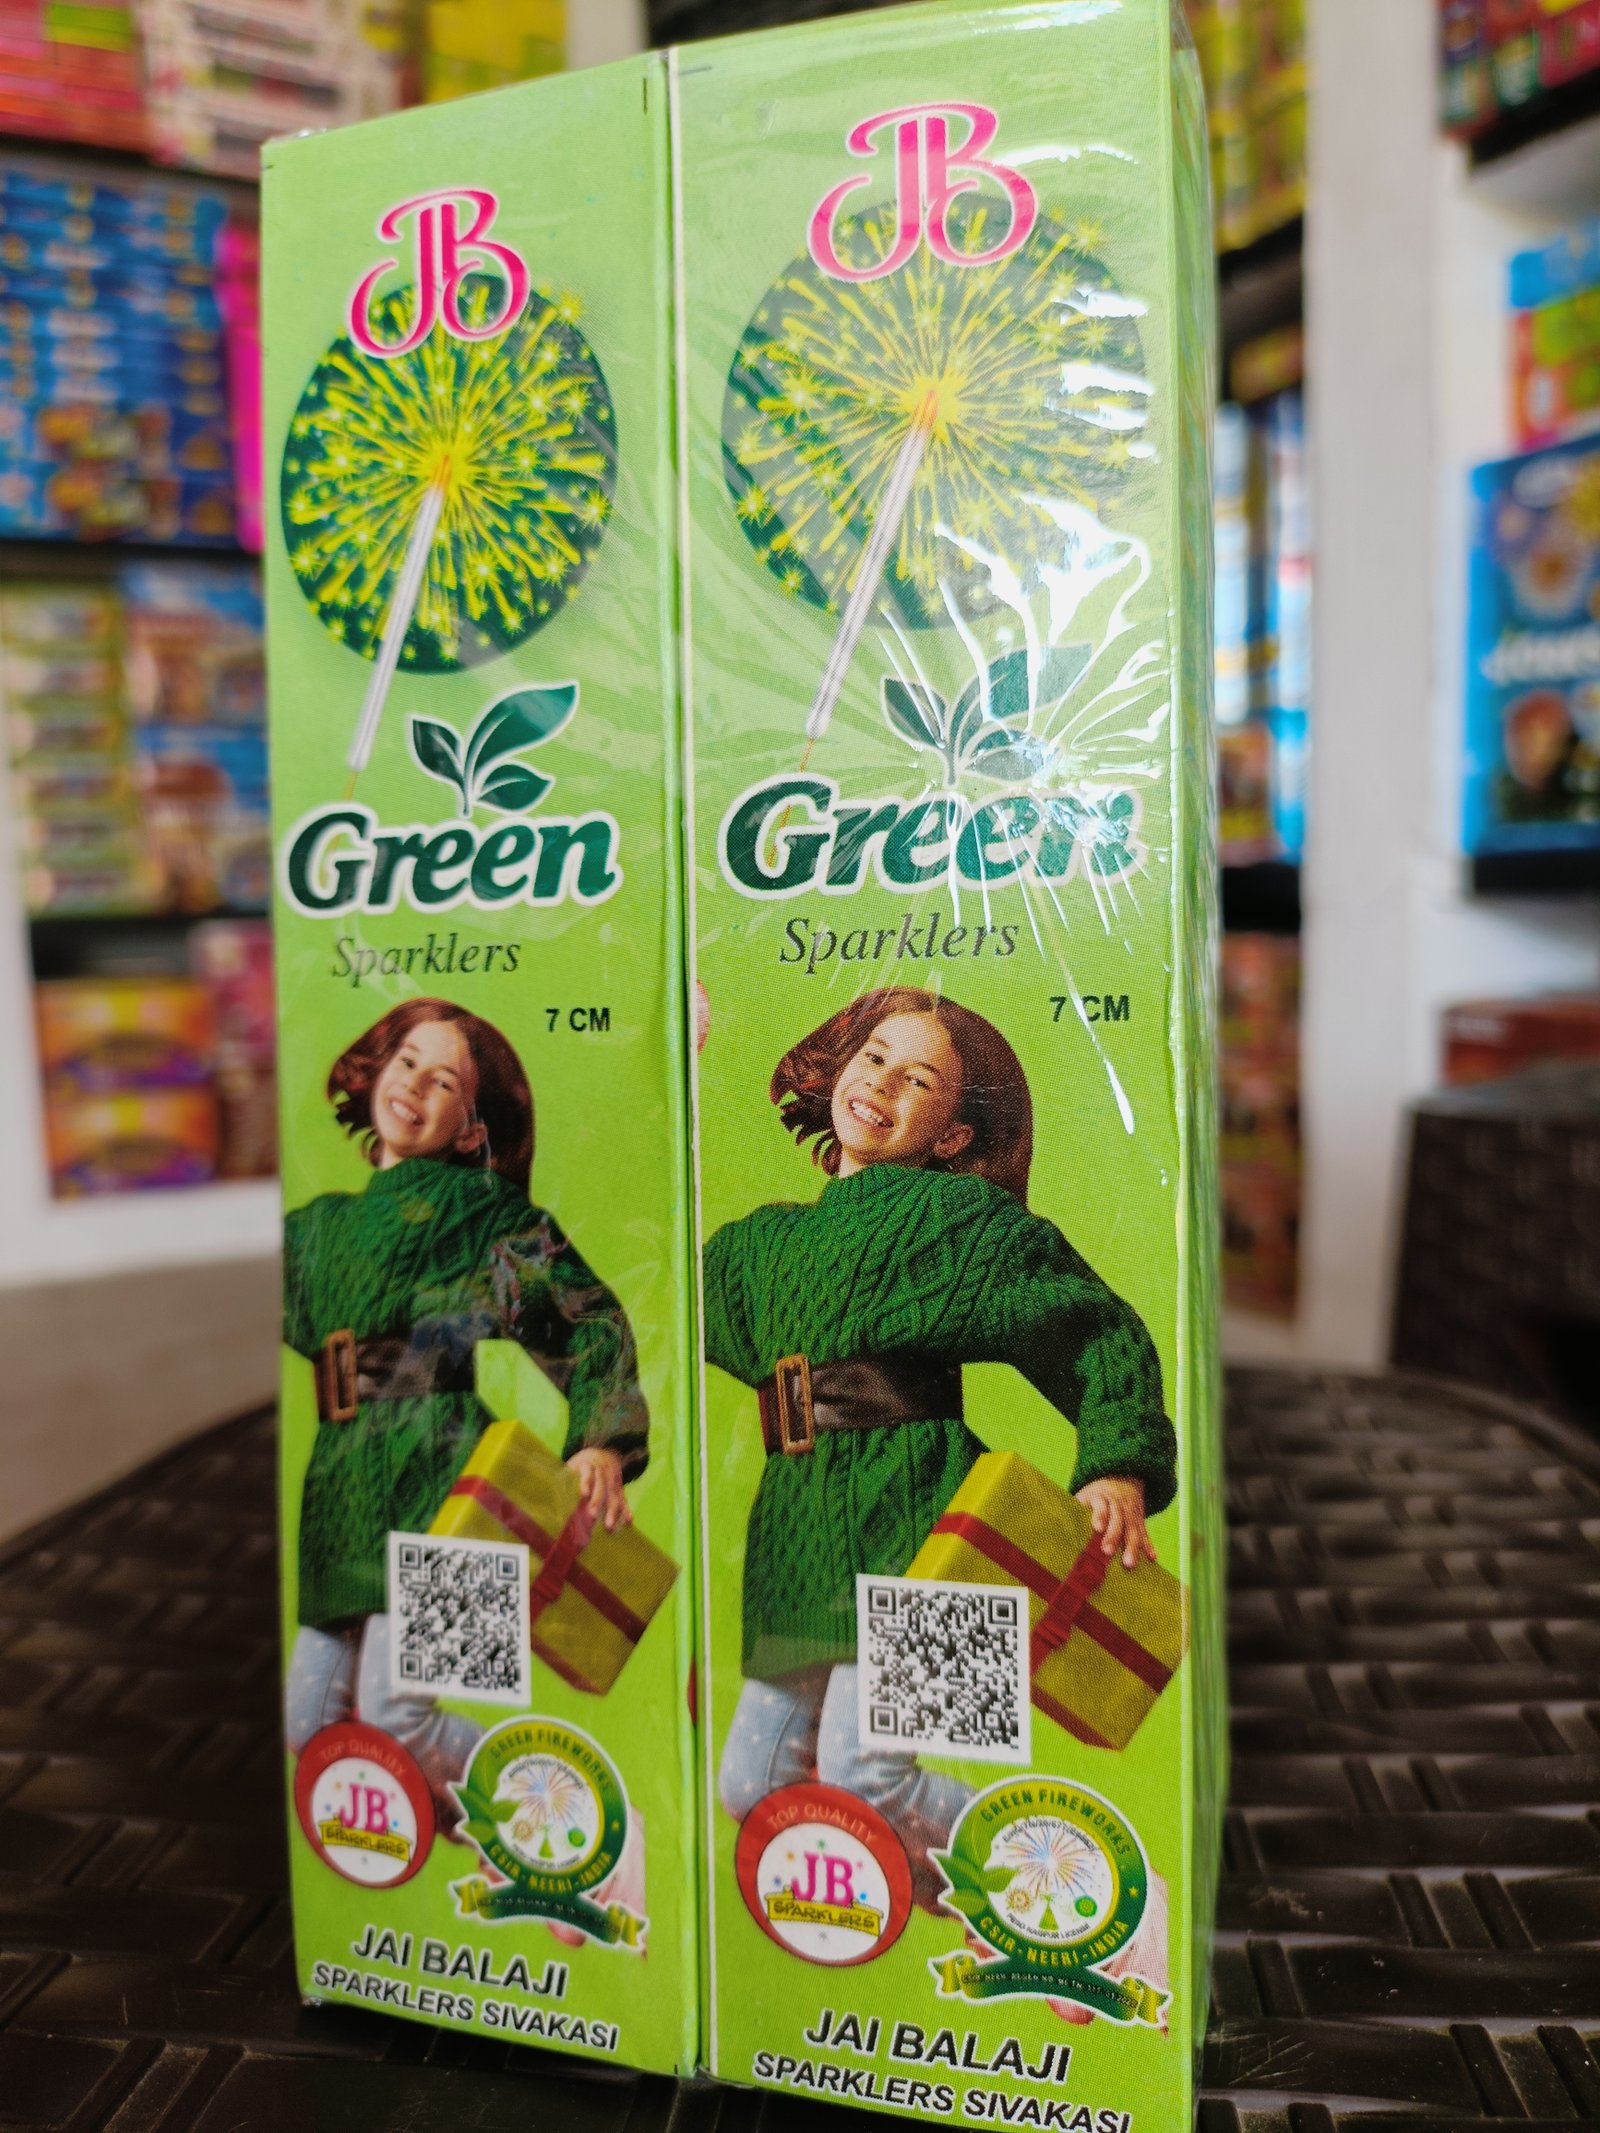 JB
Green
Sparklers
7 CM
TOP QUALITY
JB
SPARKLERS
GREEN FIREWORKS
CSIR - NEERI - INDIA
JAI BALAJI
SPARKLERS SIVAKASI
JB
Green
Sparklers
7 CM
TOP QUALITY
JB
SPARKLERS
GREEN FIREWORKS
CSIR - NEERI - INDIA
JAI BALAJI
SPARKLERS SIVAKASI